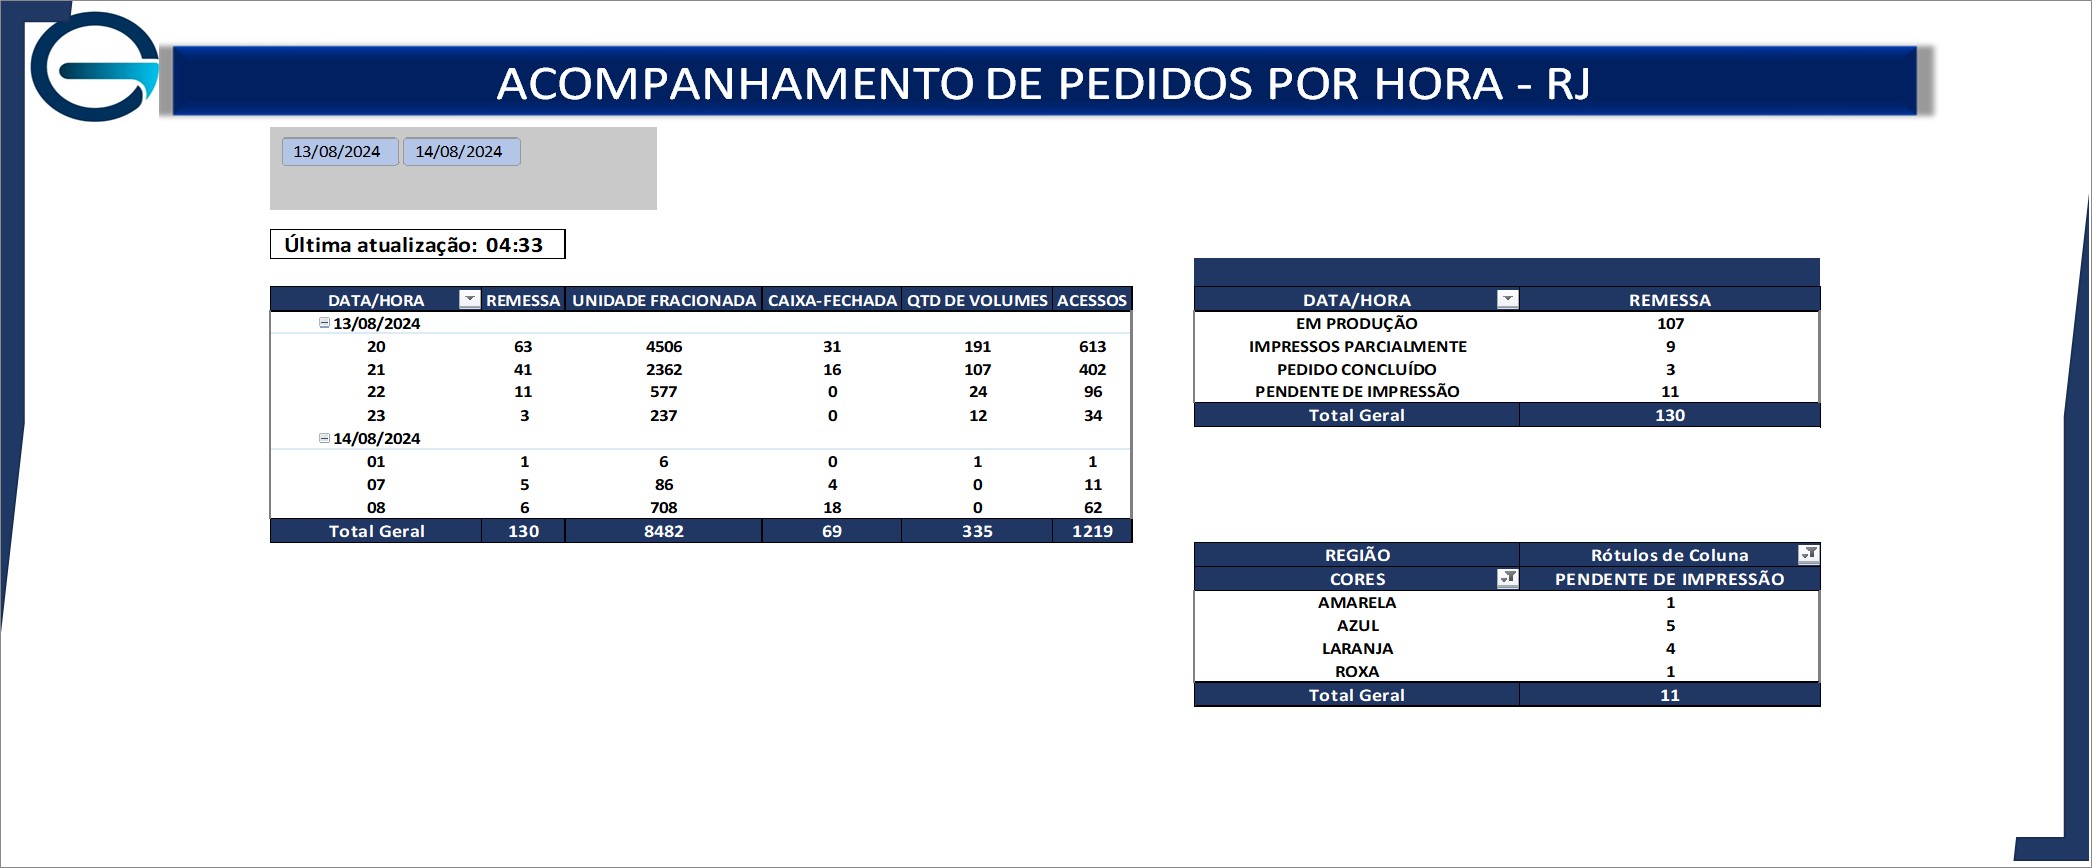 ACOMPANHAMENTO DE PEDIDOS POR HORA - RJ
13/08/2024 14/08/2024
Última atualização: 04:33
DATA/HORA REMESSA UNIDADE FRACIONADA CAIXA-FECHADA QTD DE VOLUMES ACESSOS
13/08/2024
20 63 4506 31 191 613
21 41 2362 16 107 402
22 11 577 0 24 96
23 3 237 0 12 34
14/08/2024
01 1 6 0 1 1
07 5 86 4 0 11
08 6 708 18 0 62
Total Geral 130 8482 69 335 1219
DATA/HORA REMESSA
EM PRODUÇÃO 107
IMPRESSOS PARCIALMENTE 9
PEDIDO CONCLUÍDO 3
PENDENTE DE IMPRESSÃO 11
Total Geral 130
REGIÃO Rótulos de Coluna
CORES PENDENTE DE IMPRESSÃO
AMARELA 1
AZUL 5
LARANJA 4
ROXA 1
Total Geral 11